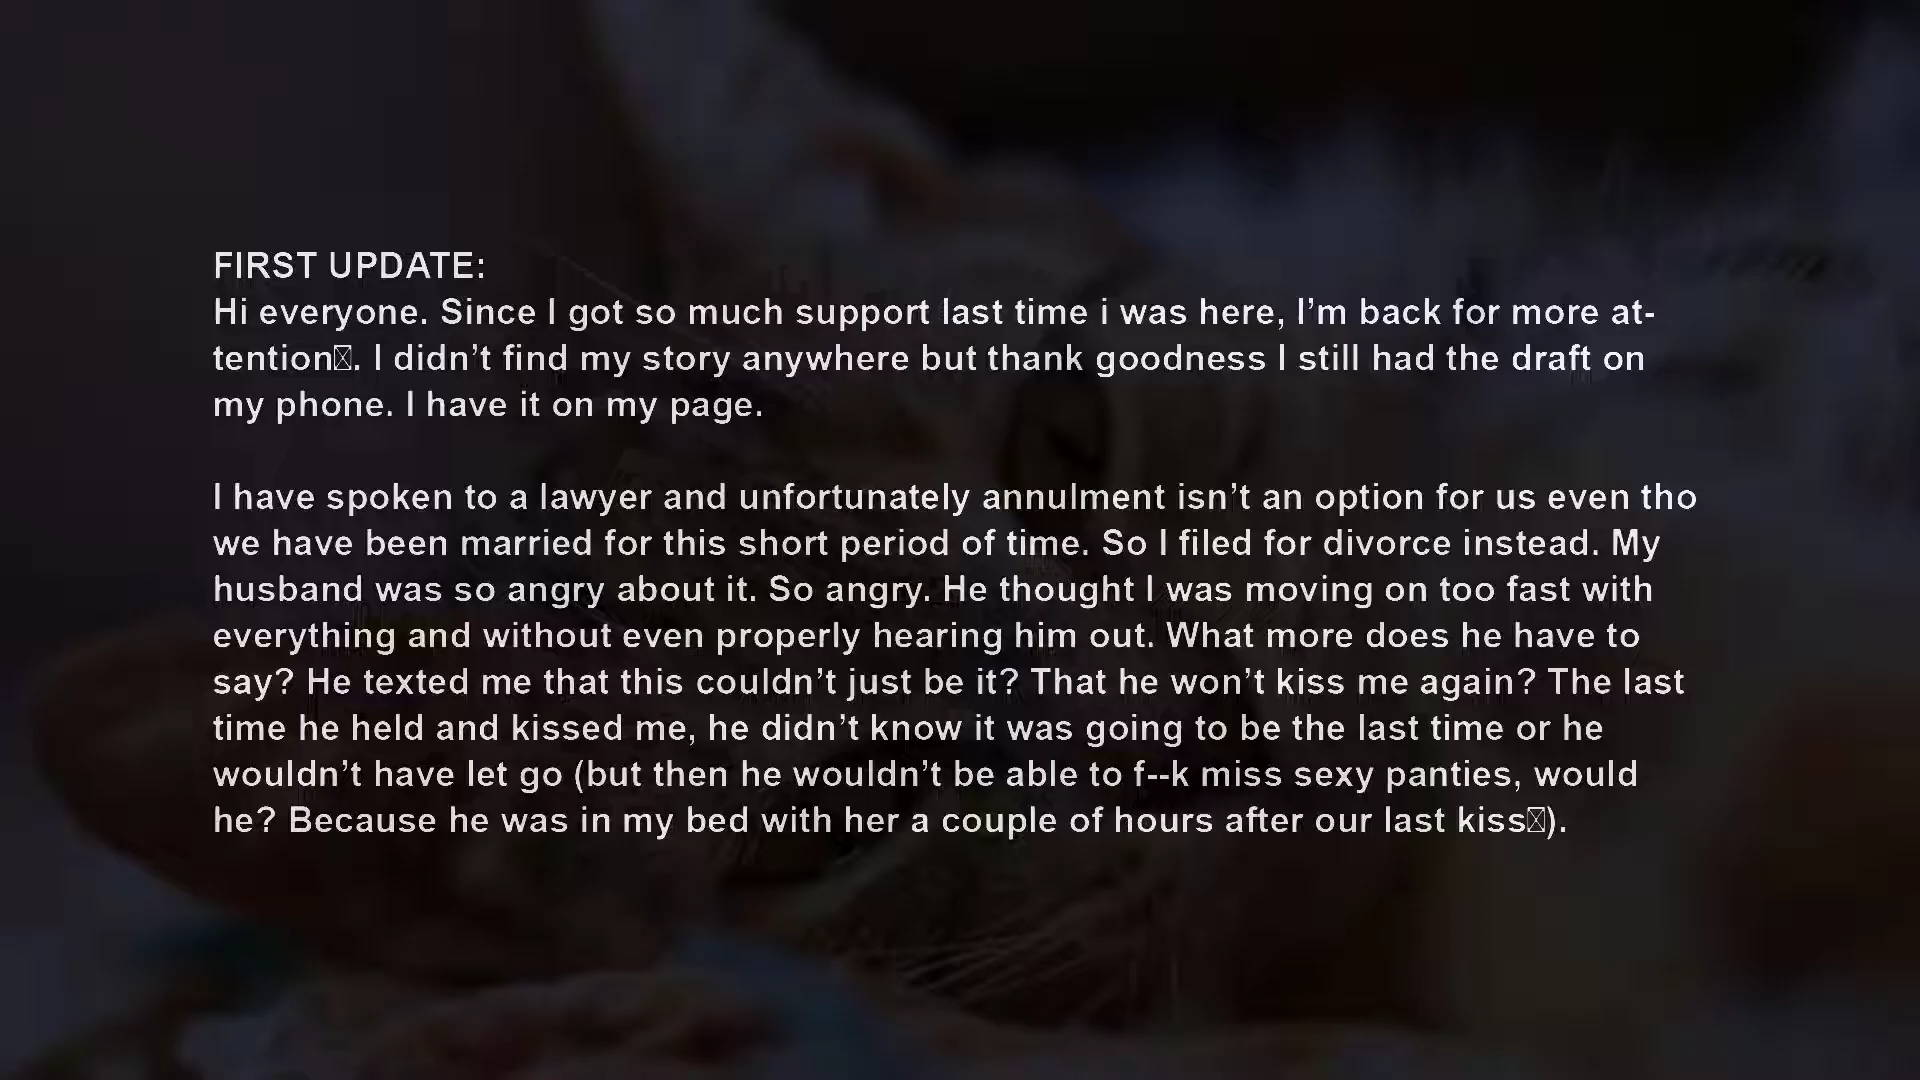 FIRST UPDATE:
Hi everyone. Since I got so much support last time i was here, I’m back for more at-
tention☒. I didn’t find my story anywhere but thank goodness I still had the draft on
my phone. I have it on my page.
I have spoken to a lawyer and unfortunately annulment isn’t an option for us even tho
we have been married for this short period of time. So I filed for divorce instead. My
husband was so angry about it. So angry. He thought I was moving on too fast with
everything and without even properly hearing him out. What more does he have to
say? He texted me that this couldn’t just be it? That he won’t kiss me again? The last
time he held and kissed me, he didn’t know it was going to be the last time or he
wouldn’t have let go (but then he wouldn’t be able to f--k miss sexy panties, would
he? Because he was in my bed with her a couple of hours after our last kiss☒).